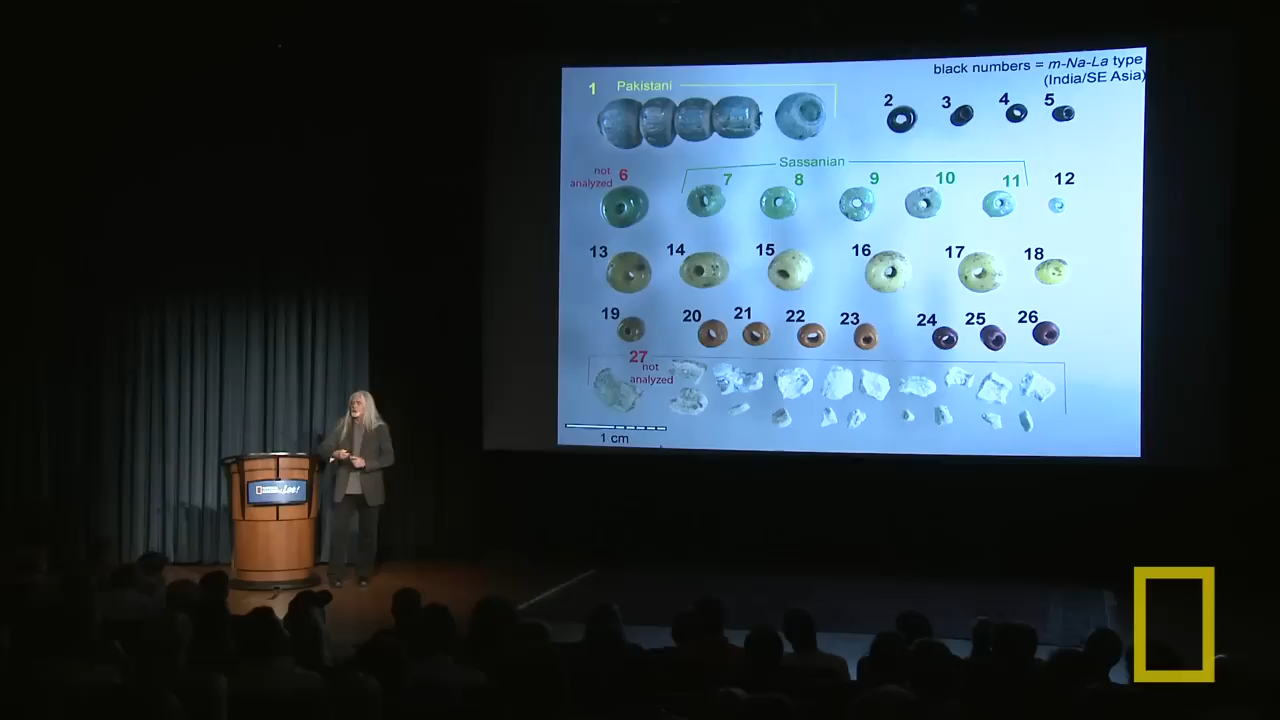 black numbers = m-Na-La type
(India/SE Asia)
1 Pakistani
2 3 4 5
Sassanian
not
analyzed 6
7 8 9 10 11 12
13 14 15 16 17 18
19 20 21 22 23 24 25 26
27
not
analyzed
1 cm
Live!